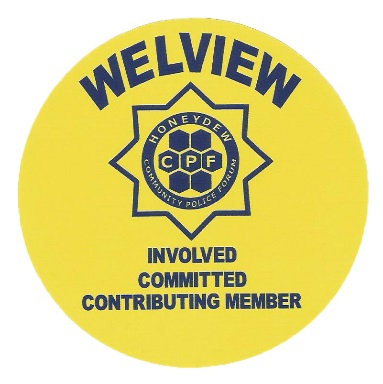 WELVIEW
HONEYDEW
CPF
COMMUNITY POLICE FORUM
INVOLVED
COMMITTED
CONTRIBUTING MEMBER